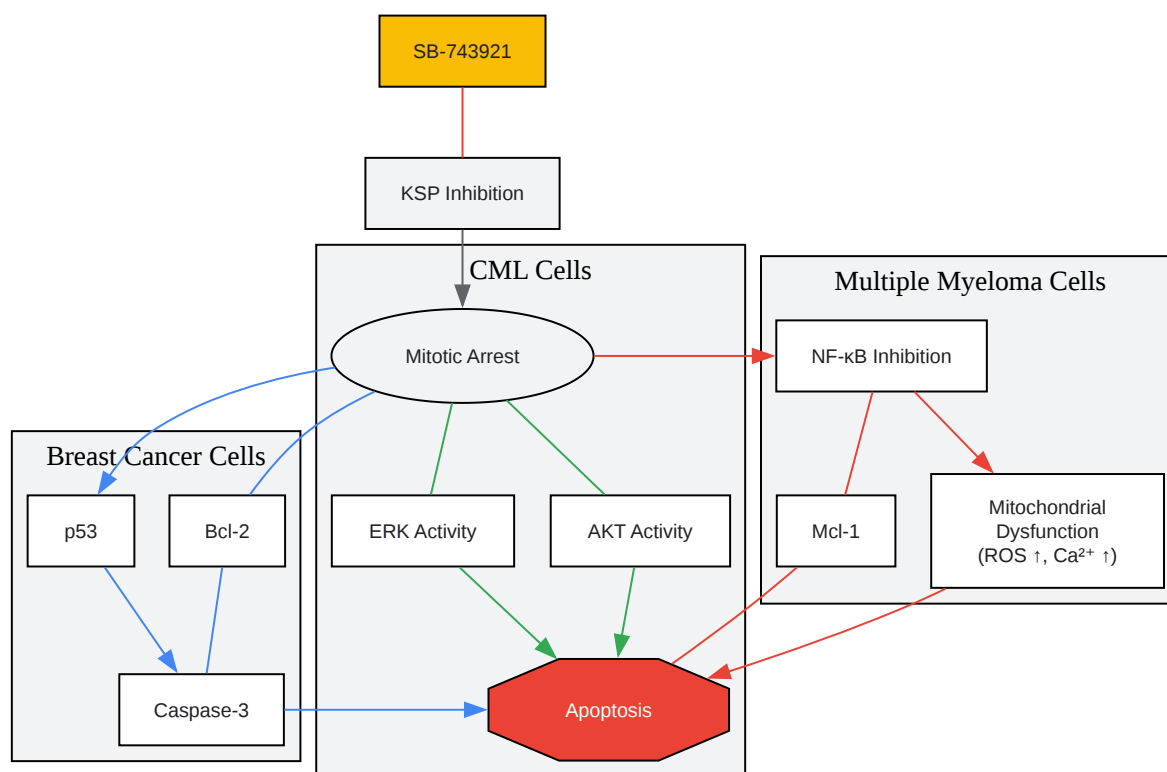 SB-743921
KSP Inhibition
CML Cells
Multiple Myeloma Cells
Mitotic Arrest
NF-κB Inhibition
Breast Cancer Cells
p53
Bcl-2
ERK Activity
AKT Activity
Mcl-1
Mitochondrial
Dysfunction
(ROS ↑, Ca²⁺ ↑)
Caspase-3
Apoptosis